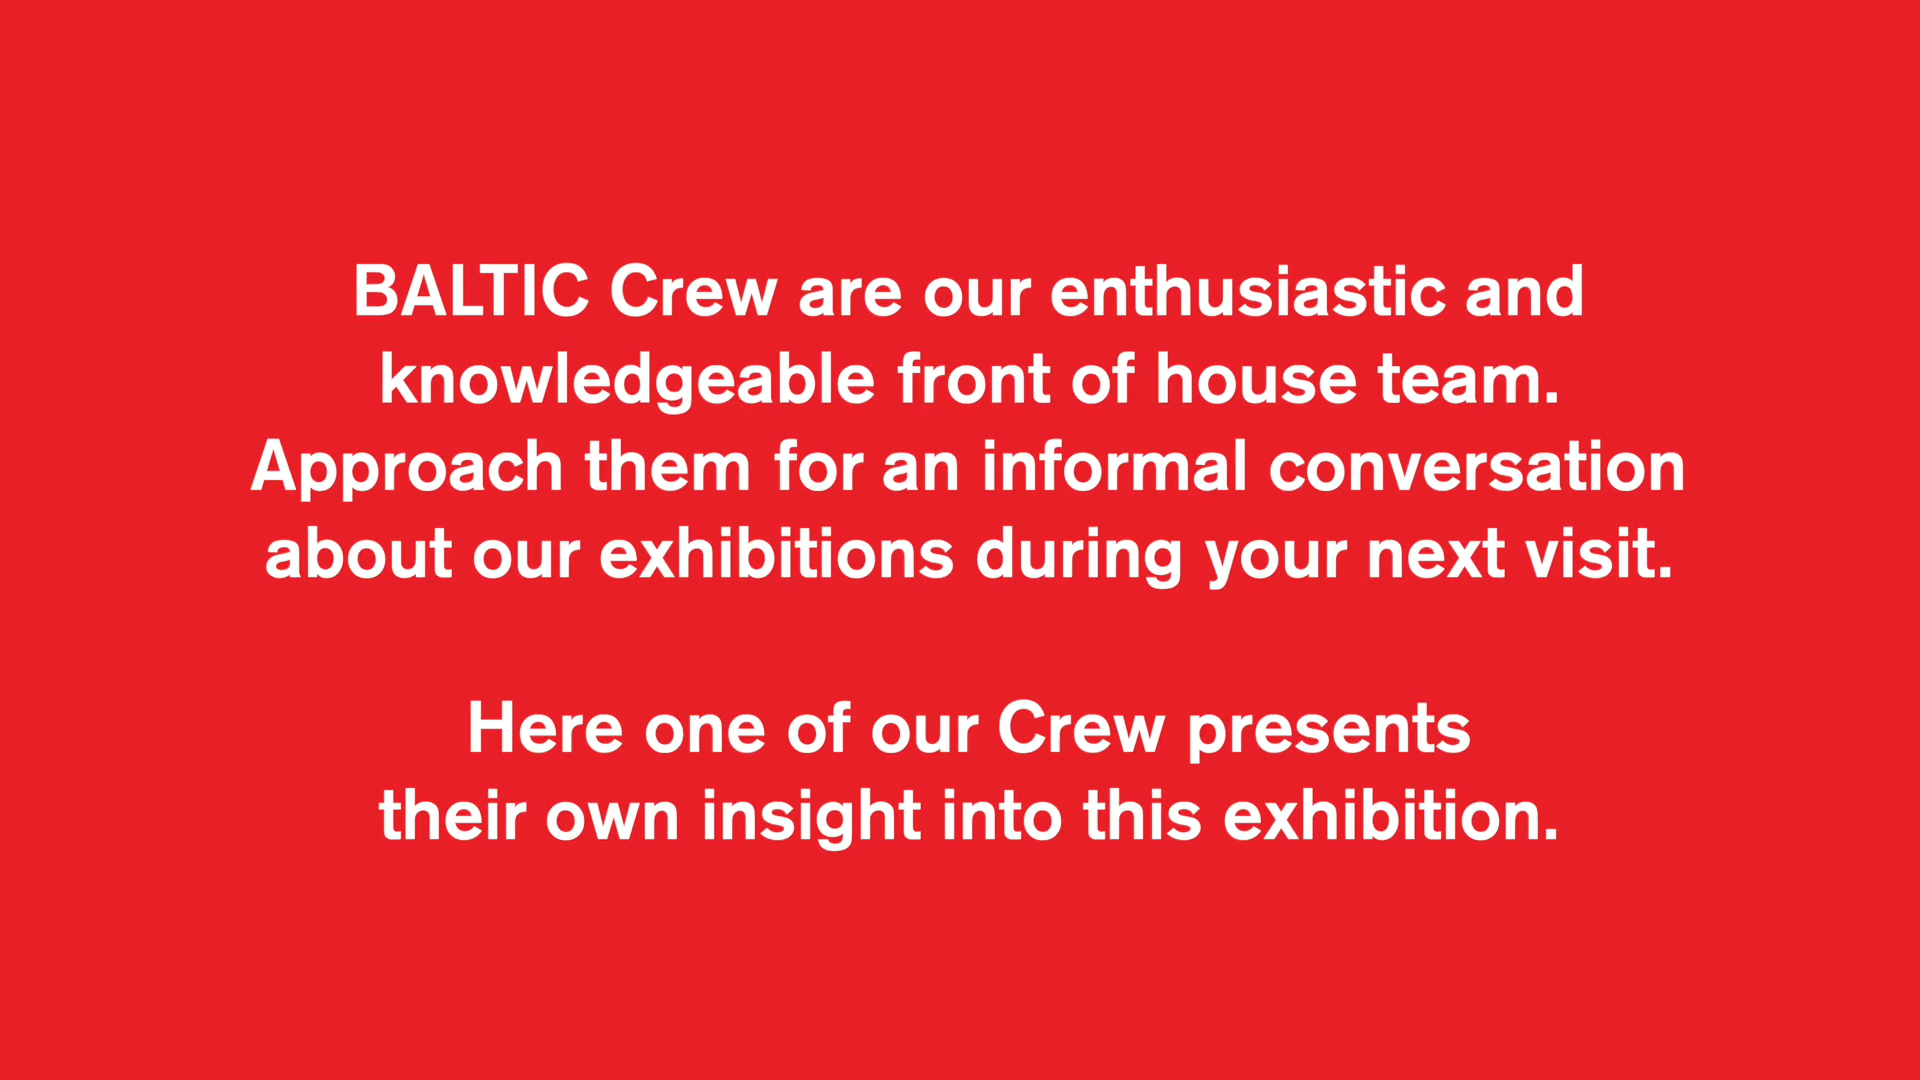 BALTIC Crew are our enthusiastic and
knowledgeable front of house team.
Approach them for an informal conversation
about our exhibitions during your next visit.
Here one of our Crew presents
their own insight into this exhibition.